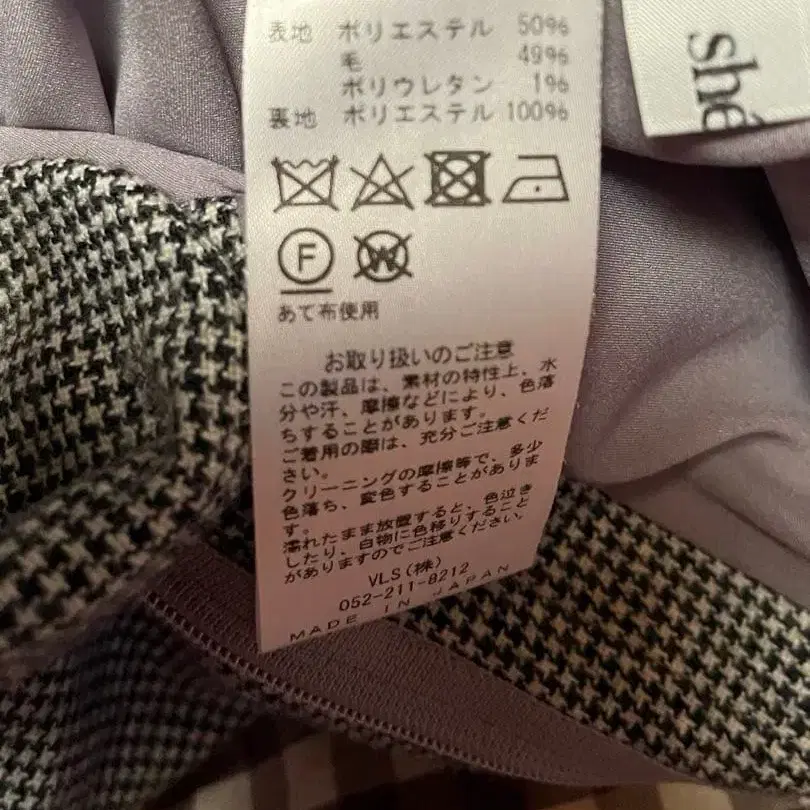 表地 ポリエステル 50%
毛 49%
ポリウレタン 1%
裏地 ポリエステル 100%
F
W
あて布使用
お取り扱いのご注意
この製品は、素材の特性上、水
分や汗、摩擦などにより、色落
ちすることがあります。
ご着用の際は、充分ご注意くだ
さい。
クリーニングの摩擦等で、多少
色落ち、変色することがありま
す。
濡れたまま放置すると、色泣き
したり、白物に色移りすること
がありますのでご注意ください。
VLS(株)
052-211-8212
MADE IN JAPAN
shé